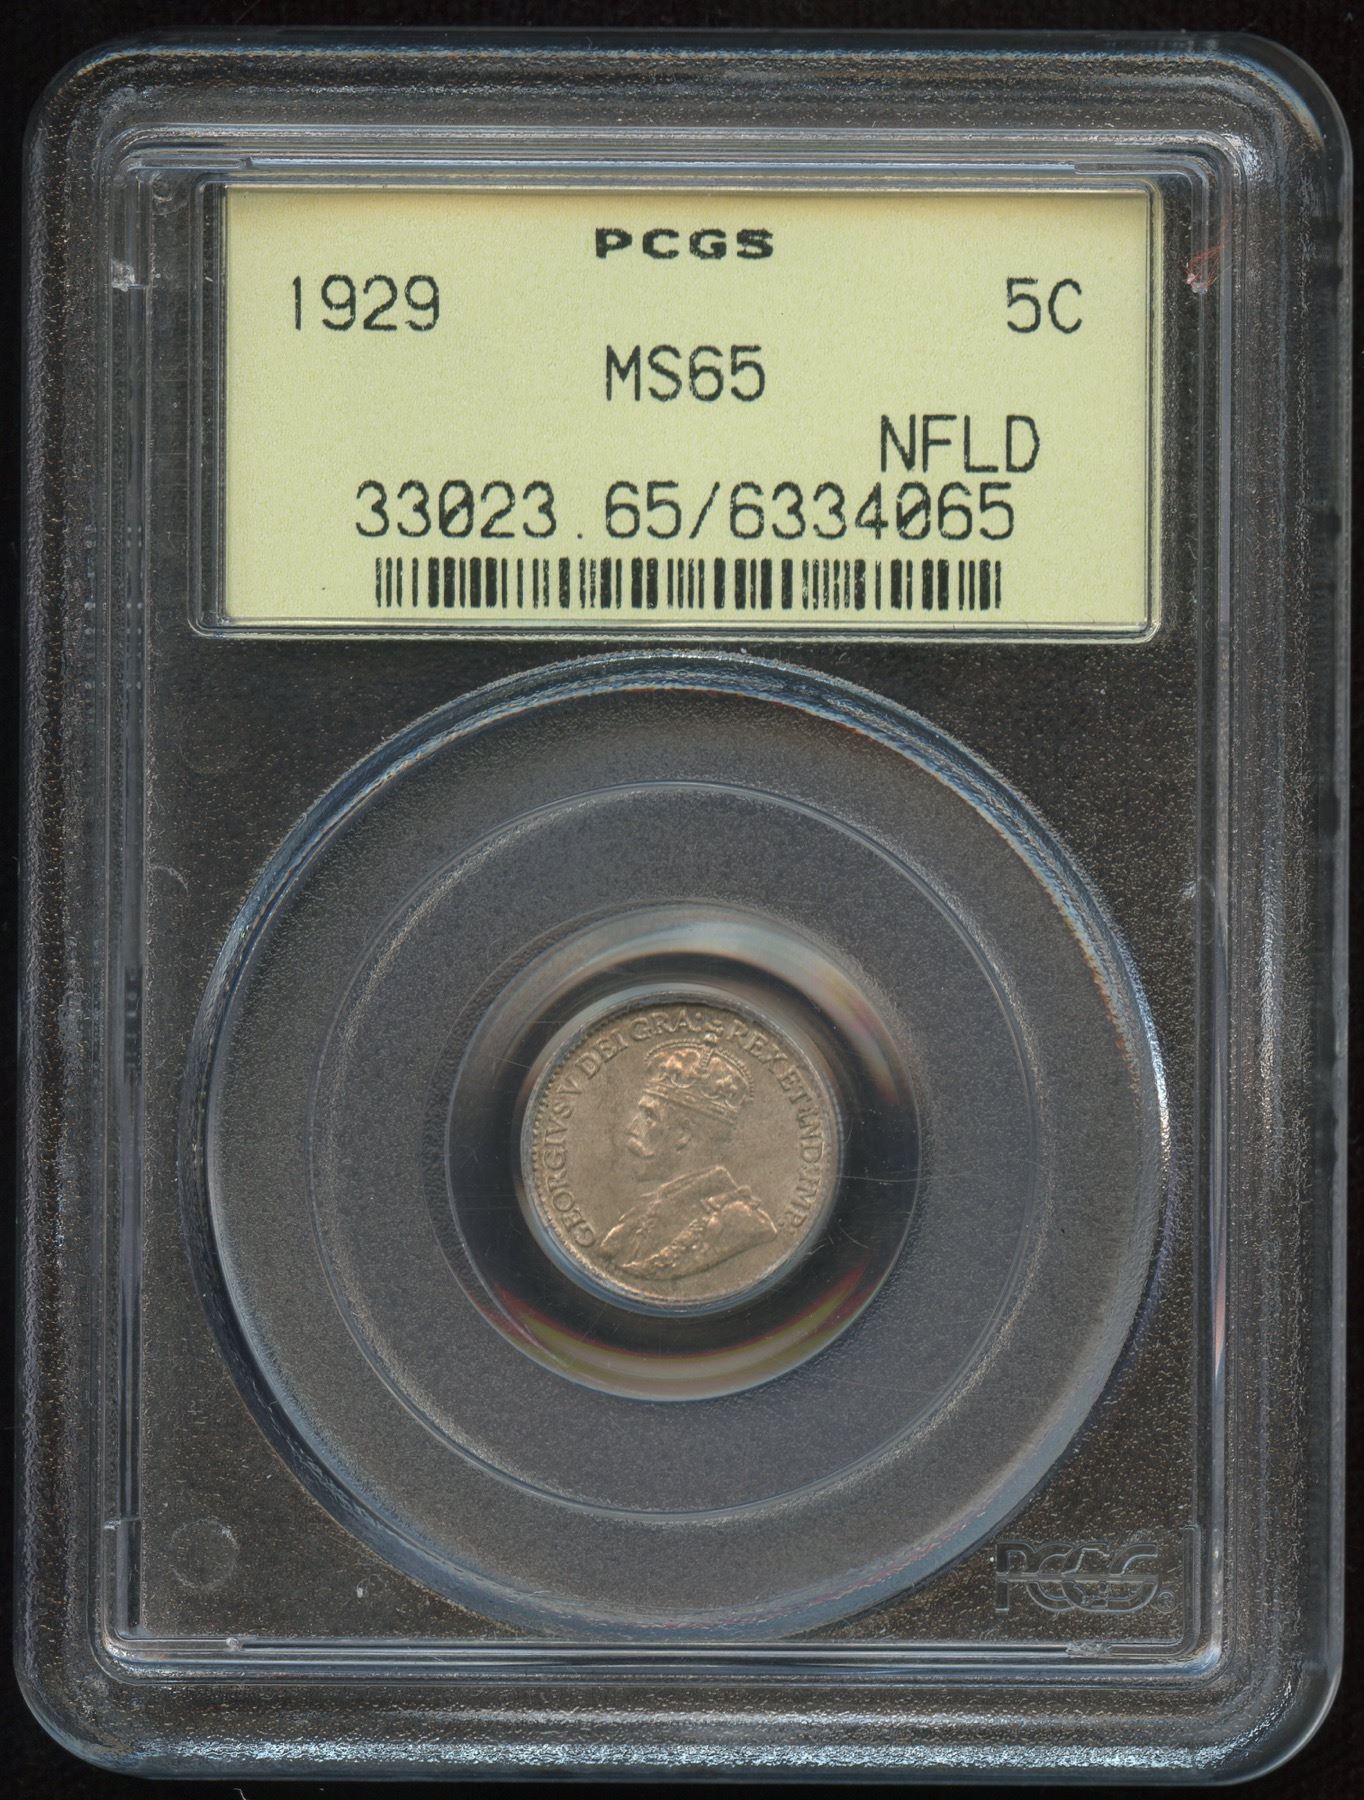 PCGS
1929 5C
MS65
NFLD
33023.65/6334065
GEORGIVS V DEI GRA: REX ET IND: IMP:
PCGS